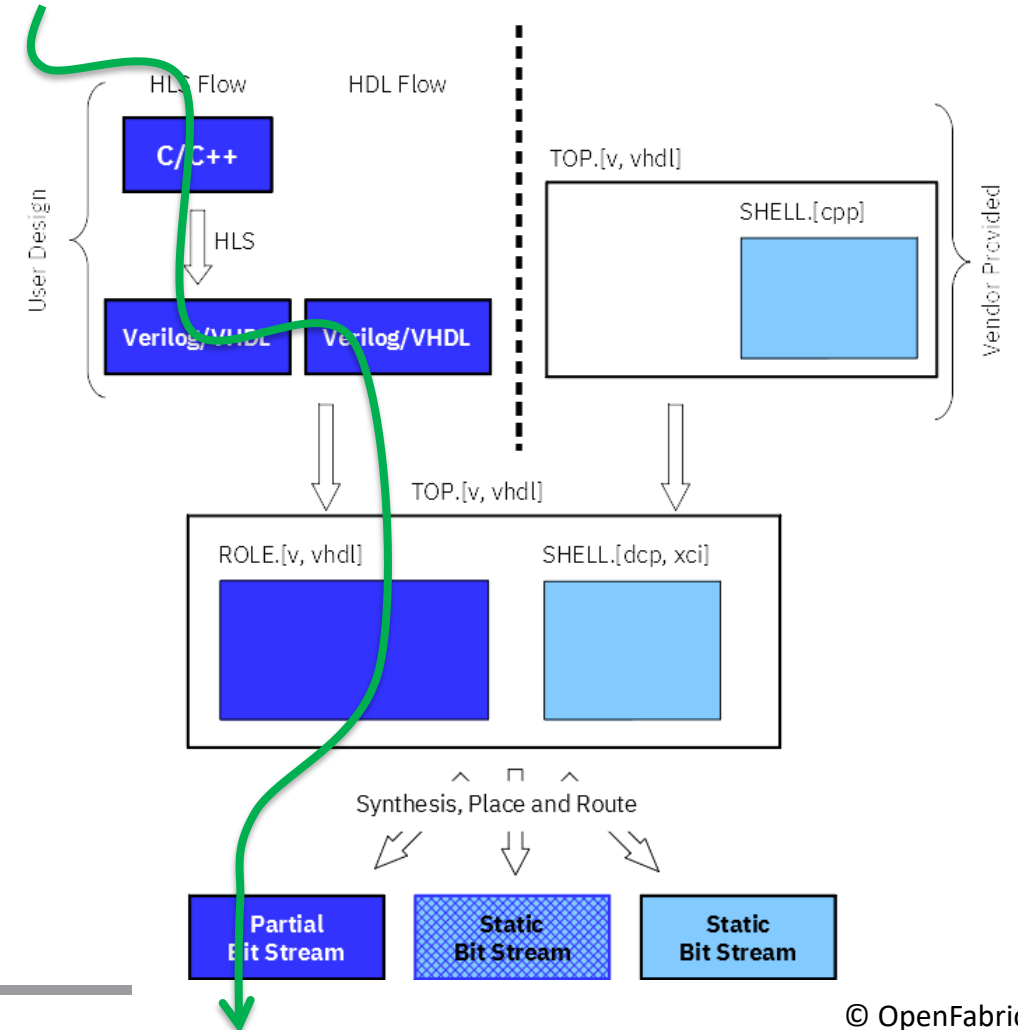 HLS Flow
HDL Flow
C/C++
HLS
User Design
Verilog/VHDL
Verilog/VHDL
TOP.[v, vhdl]
SHELL.[cpp]
Vendor Provided
TOP.[v, vhdl]
ROLE.[v, vhdl]
SHELL.[dcp, xci]
Synthesis, Place and Route
Partial
Bit Stream
Static
Bit Stream
Static
Bit Stream
© OpenFabric